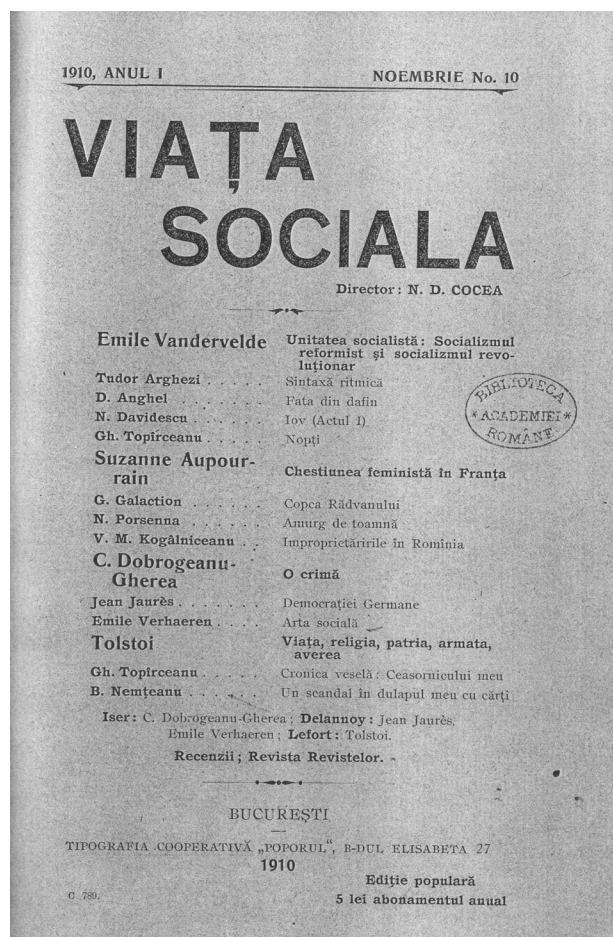 1910, ANUL I NOEMBRIE No. 10
VIAȚA
SOCIALA
Director: N. D. COCEA
Emile Vandervelde Unitatea socialistă: Socializmul
reformist și socializmul revo-
luționar
Tudor Arghezi . . . . . Sintaxă ritmică
D. Anghel . . . . . . . Fata din dafin
N. Davidescu . . . . . Iov (Actul I)
Gh. Topîrceanu . . . . . Nopți
Suzanne Aupour-
rain Chestiunea feministă în Franța
G. Galaction . . . . . . Copca Rădvanului
N. Porsenna . . . . . . Amurg de toamnă
V. M. Kogâlniceanu . . Improprietăririle în Romînia
C. Dobrogeanu-
Gherea O crimă
Jean Jaurès . . . . . . . Democrației Germane
Emile Verhaeren . . . . Arta socială
Tolstoi Viața, religia, patria, armata,
averea
Gh. Topîrceanu . . . . . Cronica veselă: Ceasornicului meu
B. Nemțeanu . . . . . . Un scandal în dulapul meu cu cărți
Iser: C. Dobrogeanu-Gherea; Delannoy: Jean Jaurès,
Emile Verhaeren; Lefort: Tolstoi.
Recenzii; Revista Revistelor.
BIBLIOTECA
*ACADEMIEI*
ROMÂNE
BUCUREȘTI
TIPOGRAFIA COOPERATIVĂ „POPORUL“, B-DUL ELISABETA 27
1910
Ediție populară
C 789. 5 lei abonamentul anual